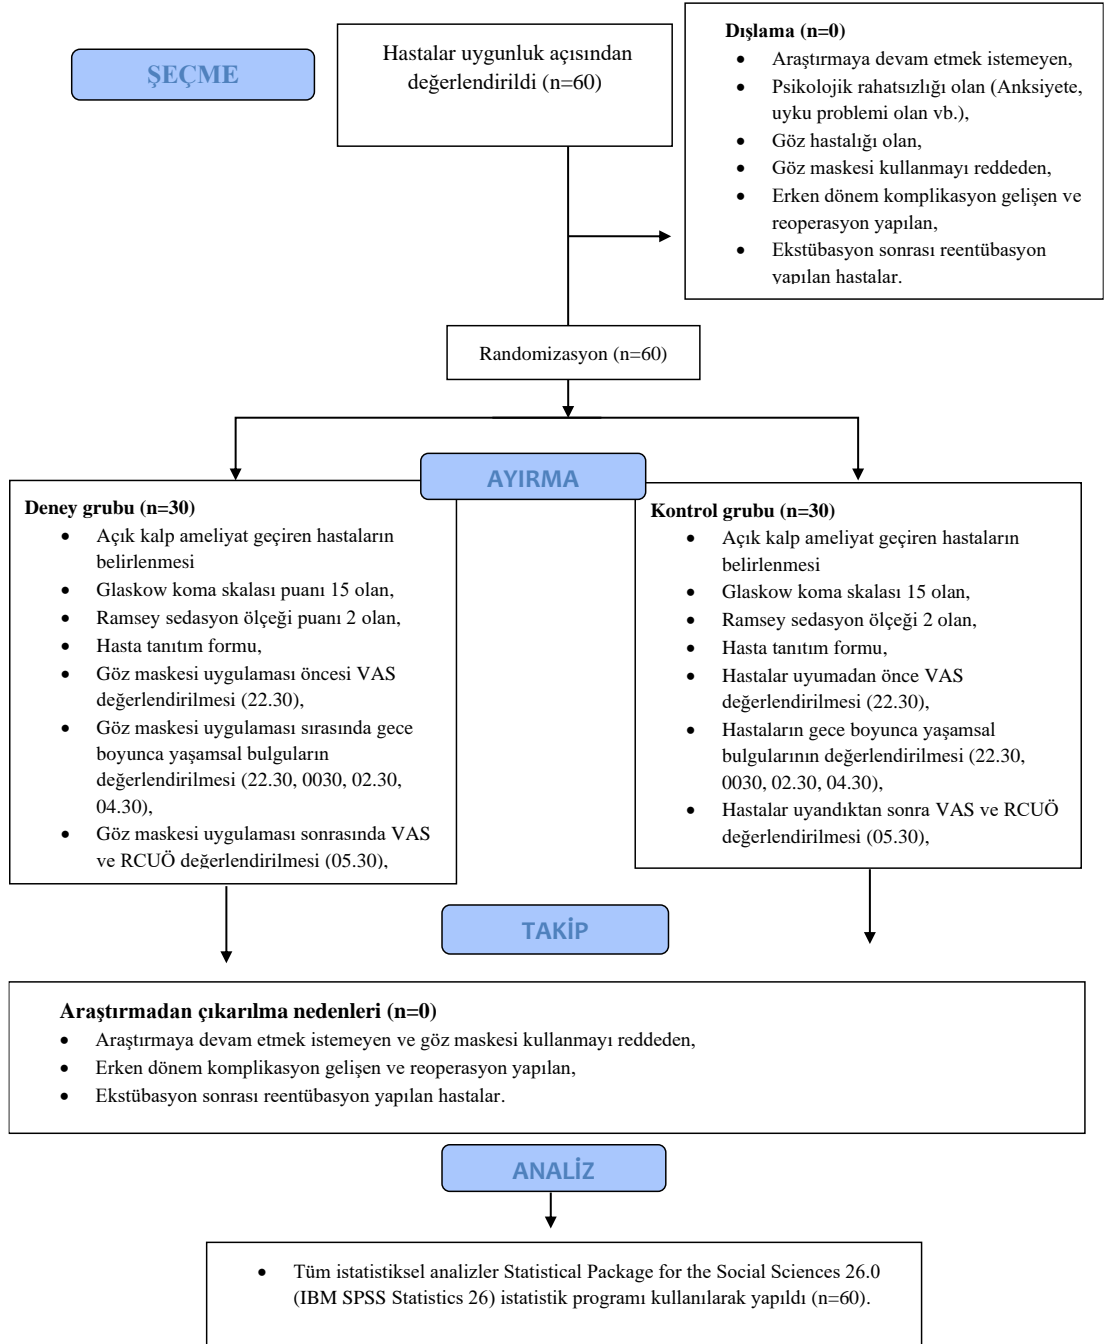 ŞEÇME
Hastalar uygunluk açısından
değerlendirildi (n=60)
Dışlama (n=0)
• Araştırmaya devam etmek istemeyen,
• Psikolojik rahatsızlığı olan (Anksiyete,
uyku problemi olan vb.),
• Göz hastalığı olan,
• Göz maskesi kullanmayı reddeden,
• Erken dönem komplikasyon gelişen ve
reoperasyon yapılan,
• Ekstübasyon sonrası reentübasyon
yapılan hastalar.
Randomizasyon (n=60)
AYIRMA
Deney grubu (n=30)
• Açık kalp ameliyat geçiren hastaların
belirlenmesi
• Glaskow koma skalası puanı 15 olan,
• Ramsey sedasyon ölçeği puanı 2 olan,
• Hasta tanıtım formu,
• Göz maskesi uygulaması öncesi VAS
değerlendirilmesi (22.30),
• Göz maskesi uygulaması sırasında gece
boyunca yaşamsal bulguların
değerlendirilmesi (22.30, 0030, 02.30,
04.30),
• Göz maskesi uygulaması sonrasında VAS
ve RCUÖ değerlendirilmesi (05.30),
Kontrol grubu (n=30)
• Açık kalp ameliyat geçiren hastaların
belirlenmesi
• Glaskow koma skalası 15 olan,
• Ramsey sedasyon ölçeği 2 olan,
• Hasta tanıtım formu,
• Hastalar uyumadan önce VAS
değerlendirilmesi (22.30),
• Hastaların gece boyunca yaşamsal
bulgularının değerlendirilmesi (22.30,
0030, 02.30, 04.30),
• Hastalar uyandıktan sonra VAS ve RCUÖ
değerlendirilmesi (05.30),
TAKİP
Araştırmadan çıkarılma nedenleri (n=0)
• Araştırmaya devam etmek istemeyen ve göz maskesi kullanmayı reddeden,
• Erken dönem komplikasyon gelişen ve reoperasyon yapılan,
• Ekstübasyon sonrası reentübasyon yapılan hastalar.
ANALİZ
• Tüm istatistiksel analizler Statistical Package for the Social Sciences 26.0
(IBM SPSS Statistics 26) istatistik programı kullanılarak yapıldı (n=60).